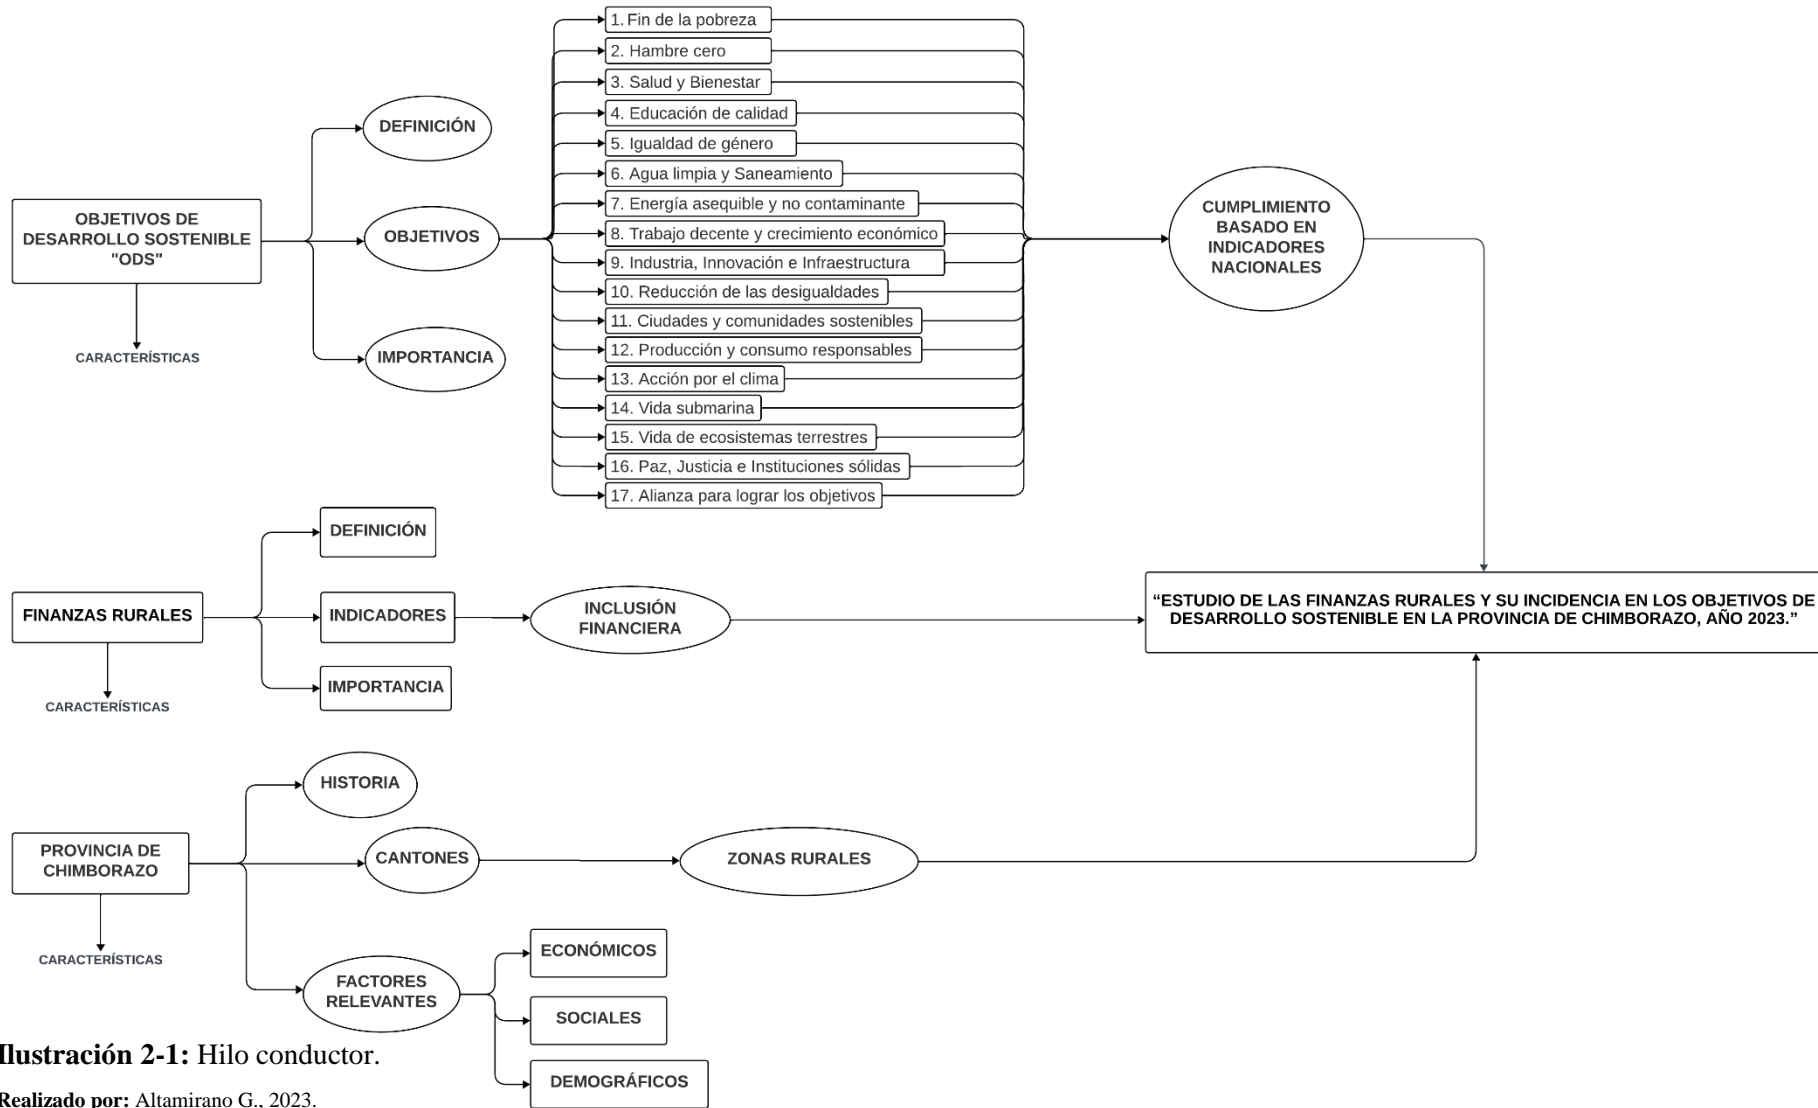 OBJETIVOS DE
DESARROLLO SOSTENIBLE
"ODS"
CARACTERÍSTICAS
DEFINICIÓN
OBJETIVOS
IMPORTANCIA
1. Fin de la pobreza
2. Hambre cero
3. Salud y Bienestar
4. Educación de calidad
5. Igualdad de género
6. Agua limpia y Saneamiento
7. Energía asequible y no contaminante
8. Trabajo decente y crecimiento económico
9. Industria, Innovación e Infraestructura
10. Reducción de las desigualdades
11. Ciudades y comunidades sostenibles
12. Producción y consumo responsables
13. Acción por el clima
14. Vida submarina
15. Vida de ecosistemas terrestres
16. Paz, Justicia e Instituciones sólidas
17. Alianza para lograr los objetivos
CUMPLIMIENTO
BASADO EN
INDICADORES
NACIONALES
FINANZAS RURALES
CARACTERÍSTICAS
DEFINICIÓN
INDICADORES
IMPORTANCIA
INCLUSIÓN
FINANCIERA
“ESTUDIO DE LAS FINANZAS RURALES Y SU INCIDENCIA EN LOS OBJETIVOS DE
DESARROLLO SOSTENIBLE EN LA PROVINCIA DE CHIMBORAZO, AÑO 2023.”
PROVINCIA DE
CHIMBORAZO
CARACTERÍSTICAS
HISTORIA
CANTONES
ZONAS RURALES
FACTORES
RELEVANTES
ECONÓMICOS
SOCIALES
DEMOGRÁFICOS
Ilustración 2-1: Hilo conductor.
Realizado por: Altamirano G., 2023.